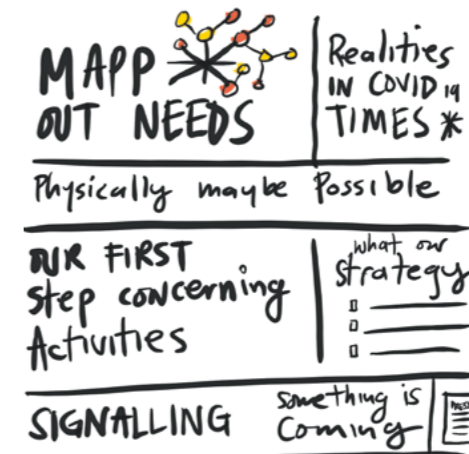 MAPP
OUT NEEDS
Realities
IN COVID 19
TIMES *
Physically maybe Possible
OUR FIRST
Step concerning
Activities
what our
strategy
SIGNALLING
something is
coming